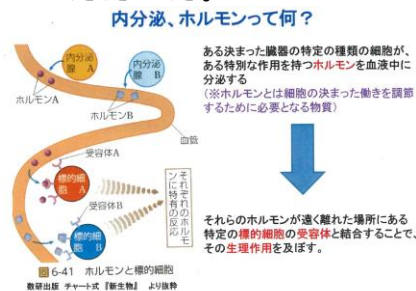 内分泌、ホルモンって何？
内分泌
腺 A
内分泌
腺 B
ホルモンA
ホルモンB
血管
受容体A
標的細
胞 A
受容体B
標的細
胞 B
それぞれのホルモ
ンに特有の反応
図6-41 ホルモンと標的細胞
数研出版 チャート式『新生物』 より抜粋
ある決まった臓器の特定の種類の細胞が、
ある特別な作用を持つホルモンを血液中に
分泌する
（※ホルモンとは細胞の決まった働きを調節
するために必要となる物質）
それらのホルモンが遠く離れた場所にある
特定の標的細胞の受容体と結合することで、
その生理作用を及ぼす。